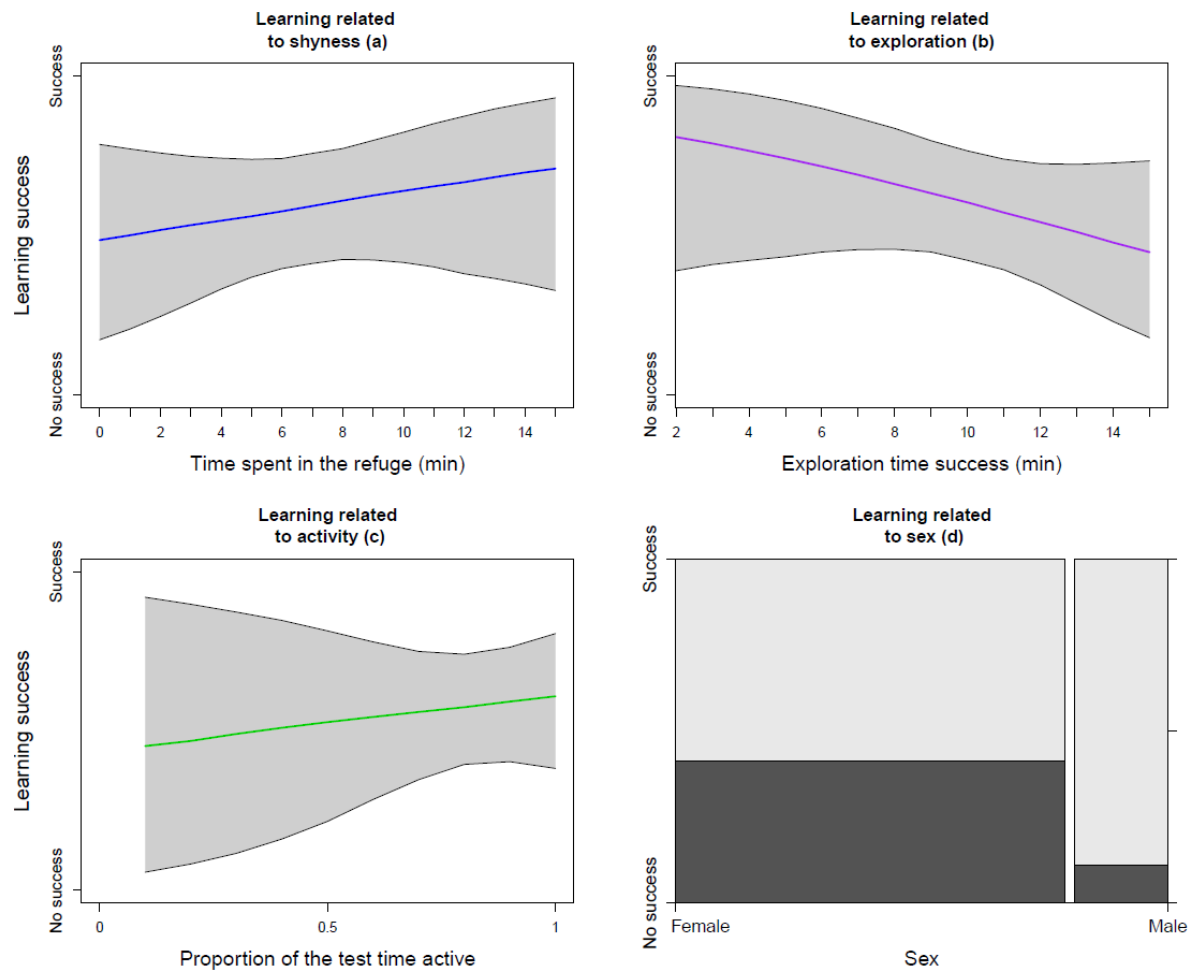 Learning related
to shyness (a)
Success
Learning success
No success
0 2 4 6 8 10 12 14
Time spent in the refuge (min)
Learning related
to exploration (b)
Success
No success
2 4 6 8 10 12 14
Exploration time success (min)
Learning related
to activity (c)
Success
Learning success
No success
0 0.5 1
Proportion of the test time active
Learning related
to sex (d)
Success
No success
Female Male
Sex